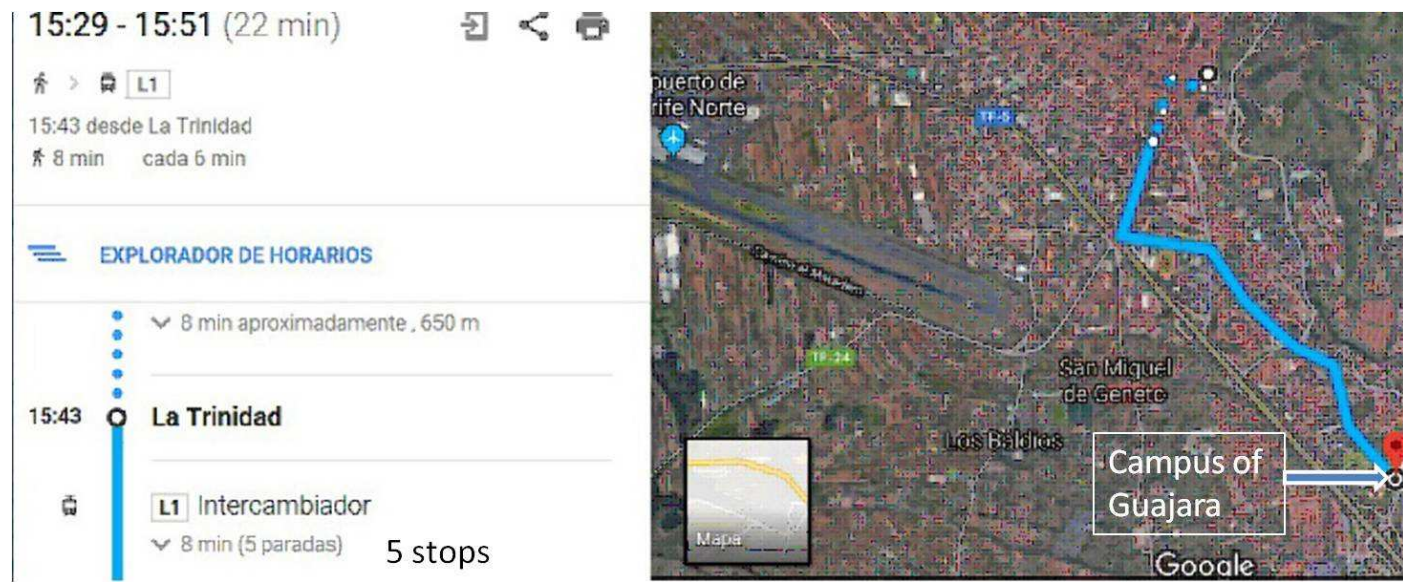 15:29 - 15:51 (22 min)
L1
15:43 desde La Trinidad
8 min cada 6 min
EXPLORADOR DE HORARIOS
8 min aproximadamente , 650 m
15:43 La Trinidad
L1 Intercambiador
8 min (5 paradas)
5 stops
puerto de
rife Norte
TF-5
TF-24
San Miguel
de Geneto
Los Baldíos
Campus of
Guajara
Mapa
Google